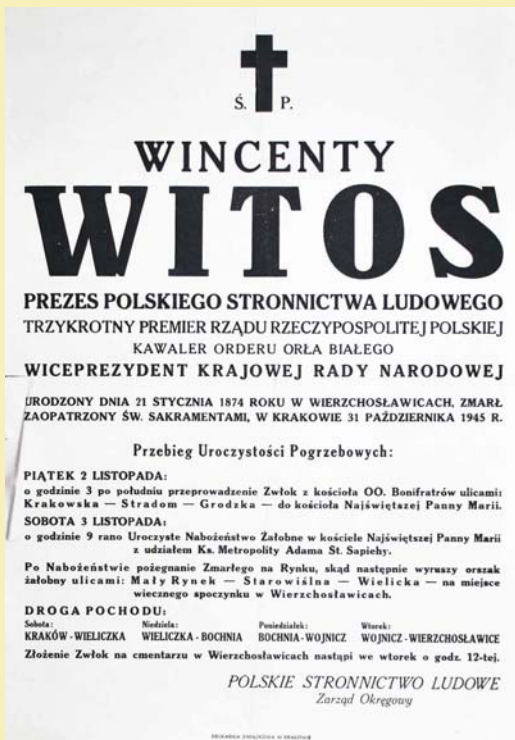 Ś. P.
WINCENTY
WITOS
PREZES POLSKIEGO STRONNICTWA LUDOWEGO
TRZYKROTNY PREMIER RZĄDU RZECZYPOSPOLITEJ POLSKIEJ
KAWALER ORDERU ORŁA BIAŁEGO
WICEPREZYDENT KRAJOWEJ RADY NARODOWEJ
URODZONY DNIA 21 STYCZNIA 1874 ROKU W WIERZCHOSŁAWICACH, ZMARŁ
ZAOPATRZONY ŚW. SAKRAMENTAMI, W KRAKOWIE 31 PAŹDZIERNIKA 1945 R.
Przebieg Uroczystości Pogrzebowych:
PIĄTEK 2 LISTOPADA:
o godzinie 3 po południu przeprowadzenie Zwłok z kościoła OO. Bonifratrów ulicami:
Krakowska — Stradom — Grodzka — do kościoła Najświętszej Panny Marii.
SOBOTA 3 LISTOPADA:
o godzinie 9 rano Uroczyste Nabożeństwo Żałobne w kościele Najświętszej Panny Marii
z udziałem Ks. Metropolity Adama St. Sapiehy.
Po Nabożeństwie pożegnanie Zmarłego na Rynku, skąd następnie wyruszy orszak
żałobny ulicami: Mały Rynek — Starowiślna — Wielicka — na miejsce
wiecznego spoczynku w Wierzchosławicach.
DROGA POCHODU:
Sobota: Niedziela: Poniedziałek: Wtorek:
KRAKÓW - WIELICZKA WIELICZKA - BOCHNIA BOCHNIA - WOJNICZ WOJNICZ - WIERZCHOSŁAWICE
Złożenie Zwłok na cmentarzu w Wierzchosławicach nastąpi we wtorek o godz. 12-tej.
POLSKIE STRONNICTWO LUDOWE
Zarząd Okręgowy
DRUKARNIA ZWIĄZKOWA W KRAKOWIE